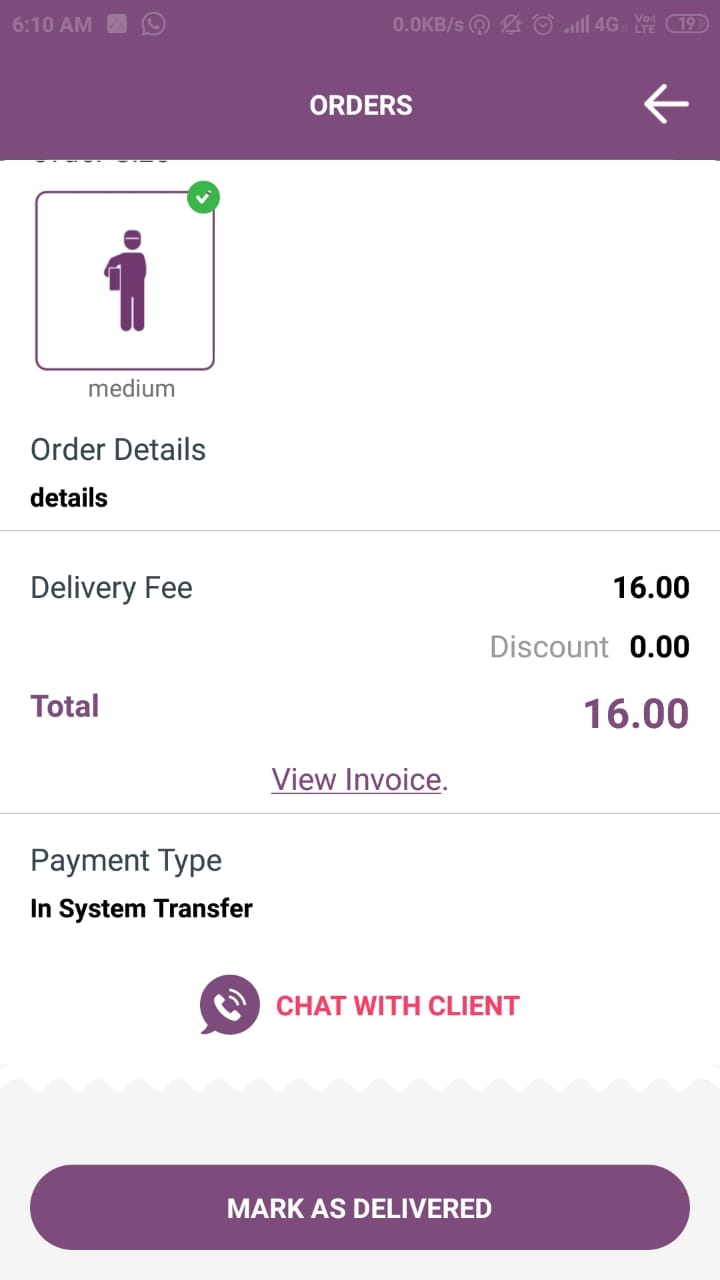 6:10 AM 0.0KB/s 4G Vo) LTE 19
ORDERS
medium
Order Details
details
Delivery Fee 16.00
Discount 0.00
Total 16.00
View Invoice.
Payment Type
In System Transfer
CHAT WITH CLIENT
MARK AS DELIVERED